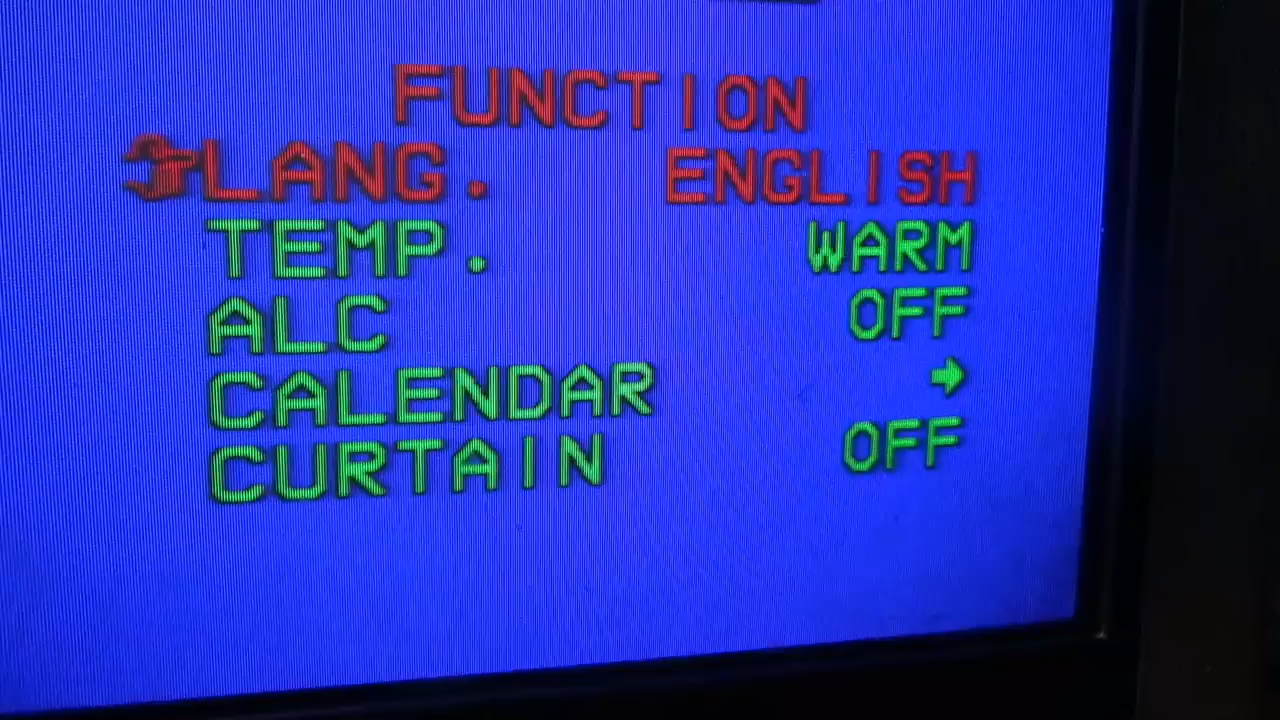 FUNCTION
LANG. ENGLISH
TEMP. WARM
ALC OFF
CALENDAR
CURTAIN OFF